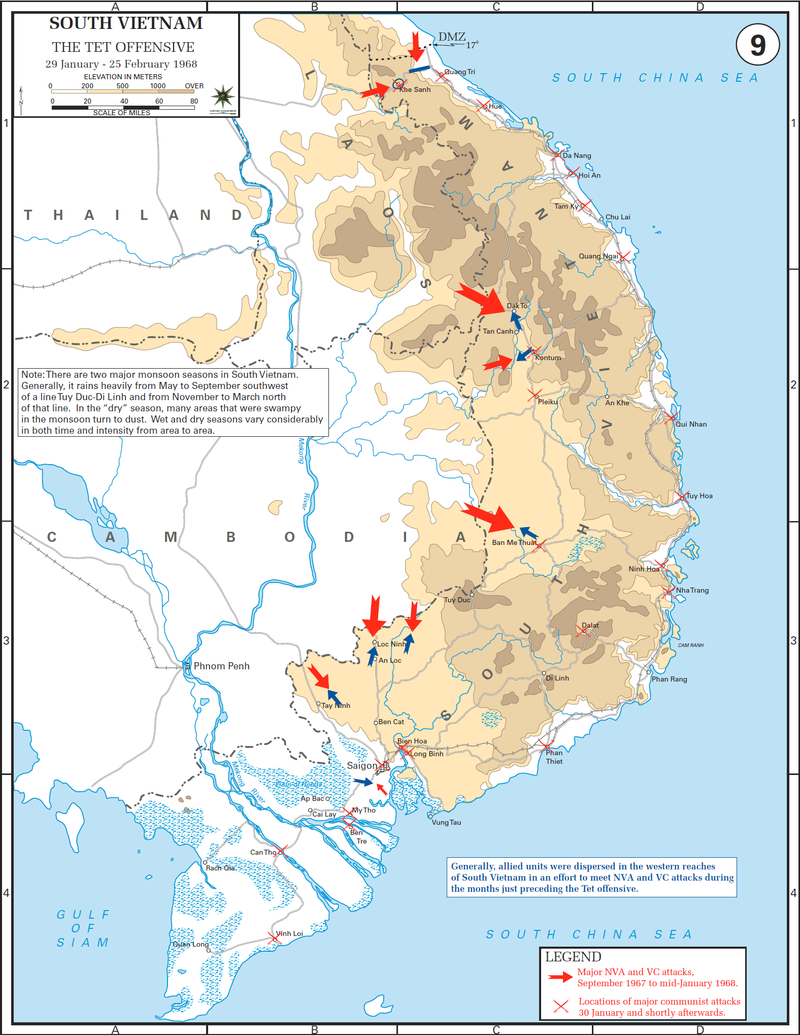 A
B
C
D
SOUTH VIETNAM
THE TET OFFENSIVE
29 January - 25 February 1968
ELEVATION IN METERS
0 200 500 1000 OVER
0 20 40 60 80
SCALE OF MILES
N
9
DMZ
17°
Quang Tri
Khe Sanh
Hue
SOUTH CHINA SEA
1
1
LAOS
Da Nang
Hoi An
Tam Ky
Chu Lai
THAILAND
Quang Ngai
Dak To
Tan Canh
Kontum
Note: There are two major monsoon seasons in South Vietnam.
Generally, it rains heavily from May to September southwest
of a line Tuy Duc-Di Linh and from November to March north
of that line. In the “dry” season, many areas that were swampy
in the monsoon turn to dust. Wet and dry seasons vary considerably
in both time and intensity from area to area.
2
2
Pleiku
An Khe
Qui Nhan
Mekong
River
Tuy Hoa
CAMBODIA
SOUTH VIETNAM
Ban Me Thuat
Ninh Hoa
Nha Trang
Tuy Duc
Dalat
3
3
Loc Ninh
CAM RANH
An Loc
Phnom Penh
Di Linh
Phan Rang
Tay Ninh
Ben Cat
Bien Hoa
Long Binh
Phan
Thiet
Saigon
Mekong
River
Ap Bac
Cai Lay
My Tho
Vung Tau
Ben
Tre
Can Tho
Rach Gia
Generally, allied units were dispersed in the western reaches
of South Vietnam in an effort to meet NVA and VC attacks during
the months just preceding the Tet offensive.
4
4
GULF
OF
SIAM
Quan Long
Vinh Loi
SOUTH CHINA SEA
LEGEND
Major NVA and VC attacks,
September 1967 to mid-January 1968.
Locations of major communist attacks
30 January and shortly afterwards.
A
B
C
D